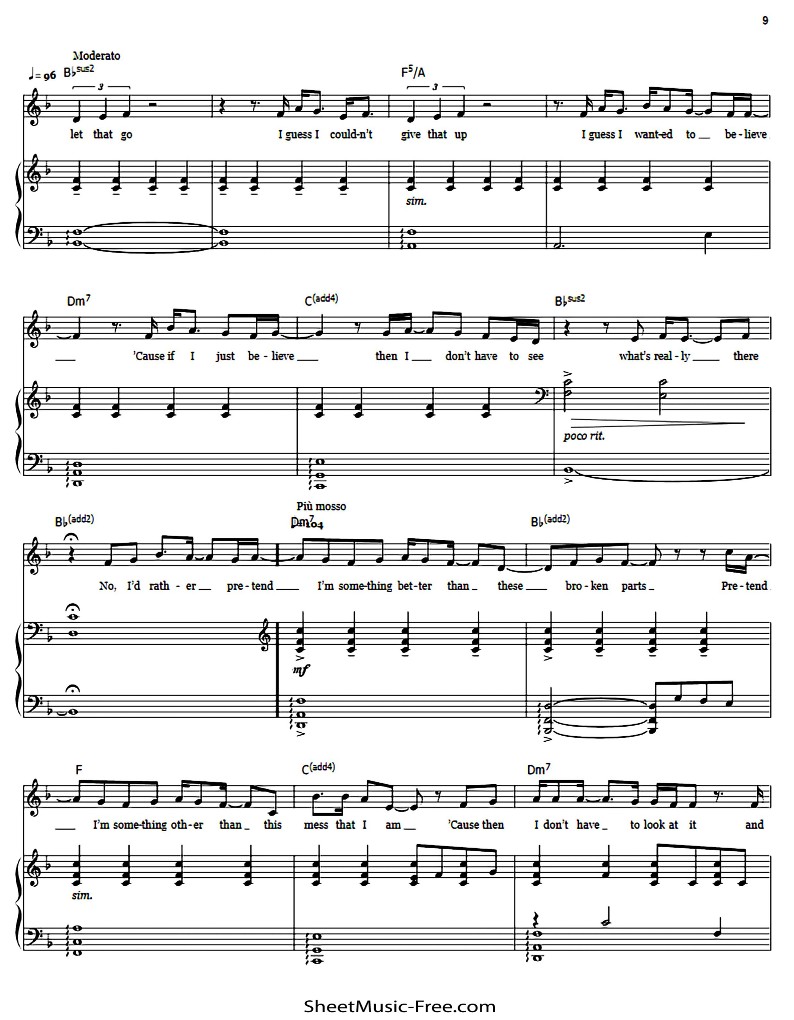 9
Moderato
♩= 96 B♭sus2 F5/A
3 3
let that go I guess I could-n't give that up I guess I want-ed to be - lieve
sim.
Dm7 C(add4) B♭sus2
'Cause if I just be - lieve then I don't have to see what's real - ly there
poco rit.
Più mosso
B♭(add2) Dm7 104 B♭(add2)
No, I'd rath - er pre - tend I'm some-thing bet - ter than these bro - ken parts Pre - tend
mf
F C(add4) Dm7
I'm some-thing oth - er than this mess that I am 'Cause then I don't have to look at it and
sim.
SheetMusic-Free.com